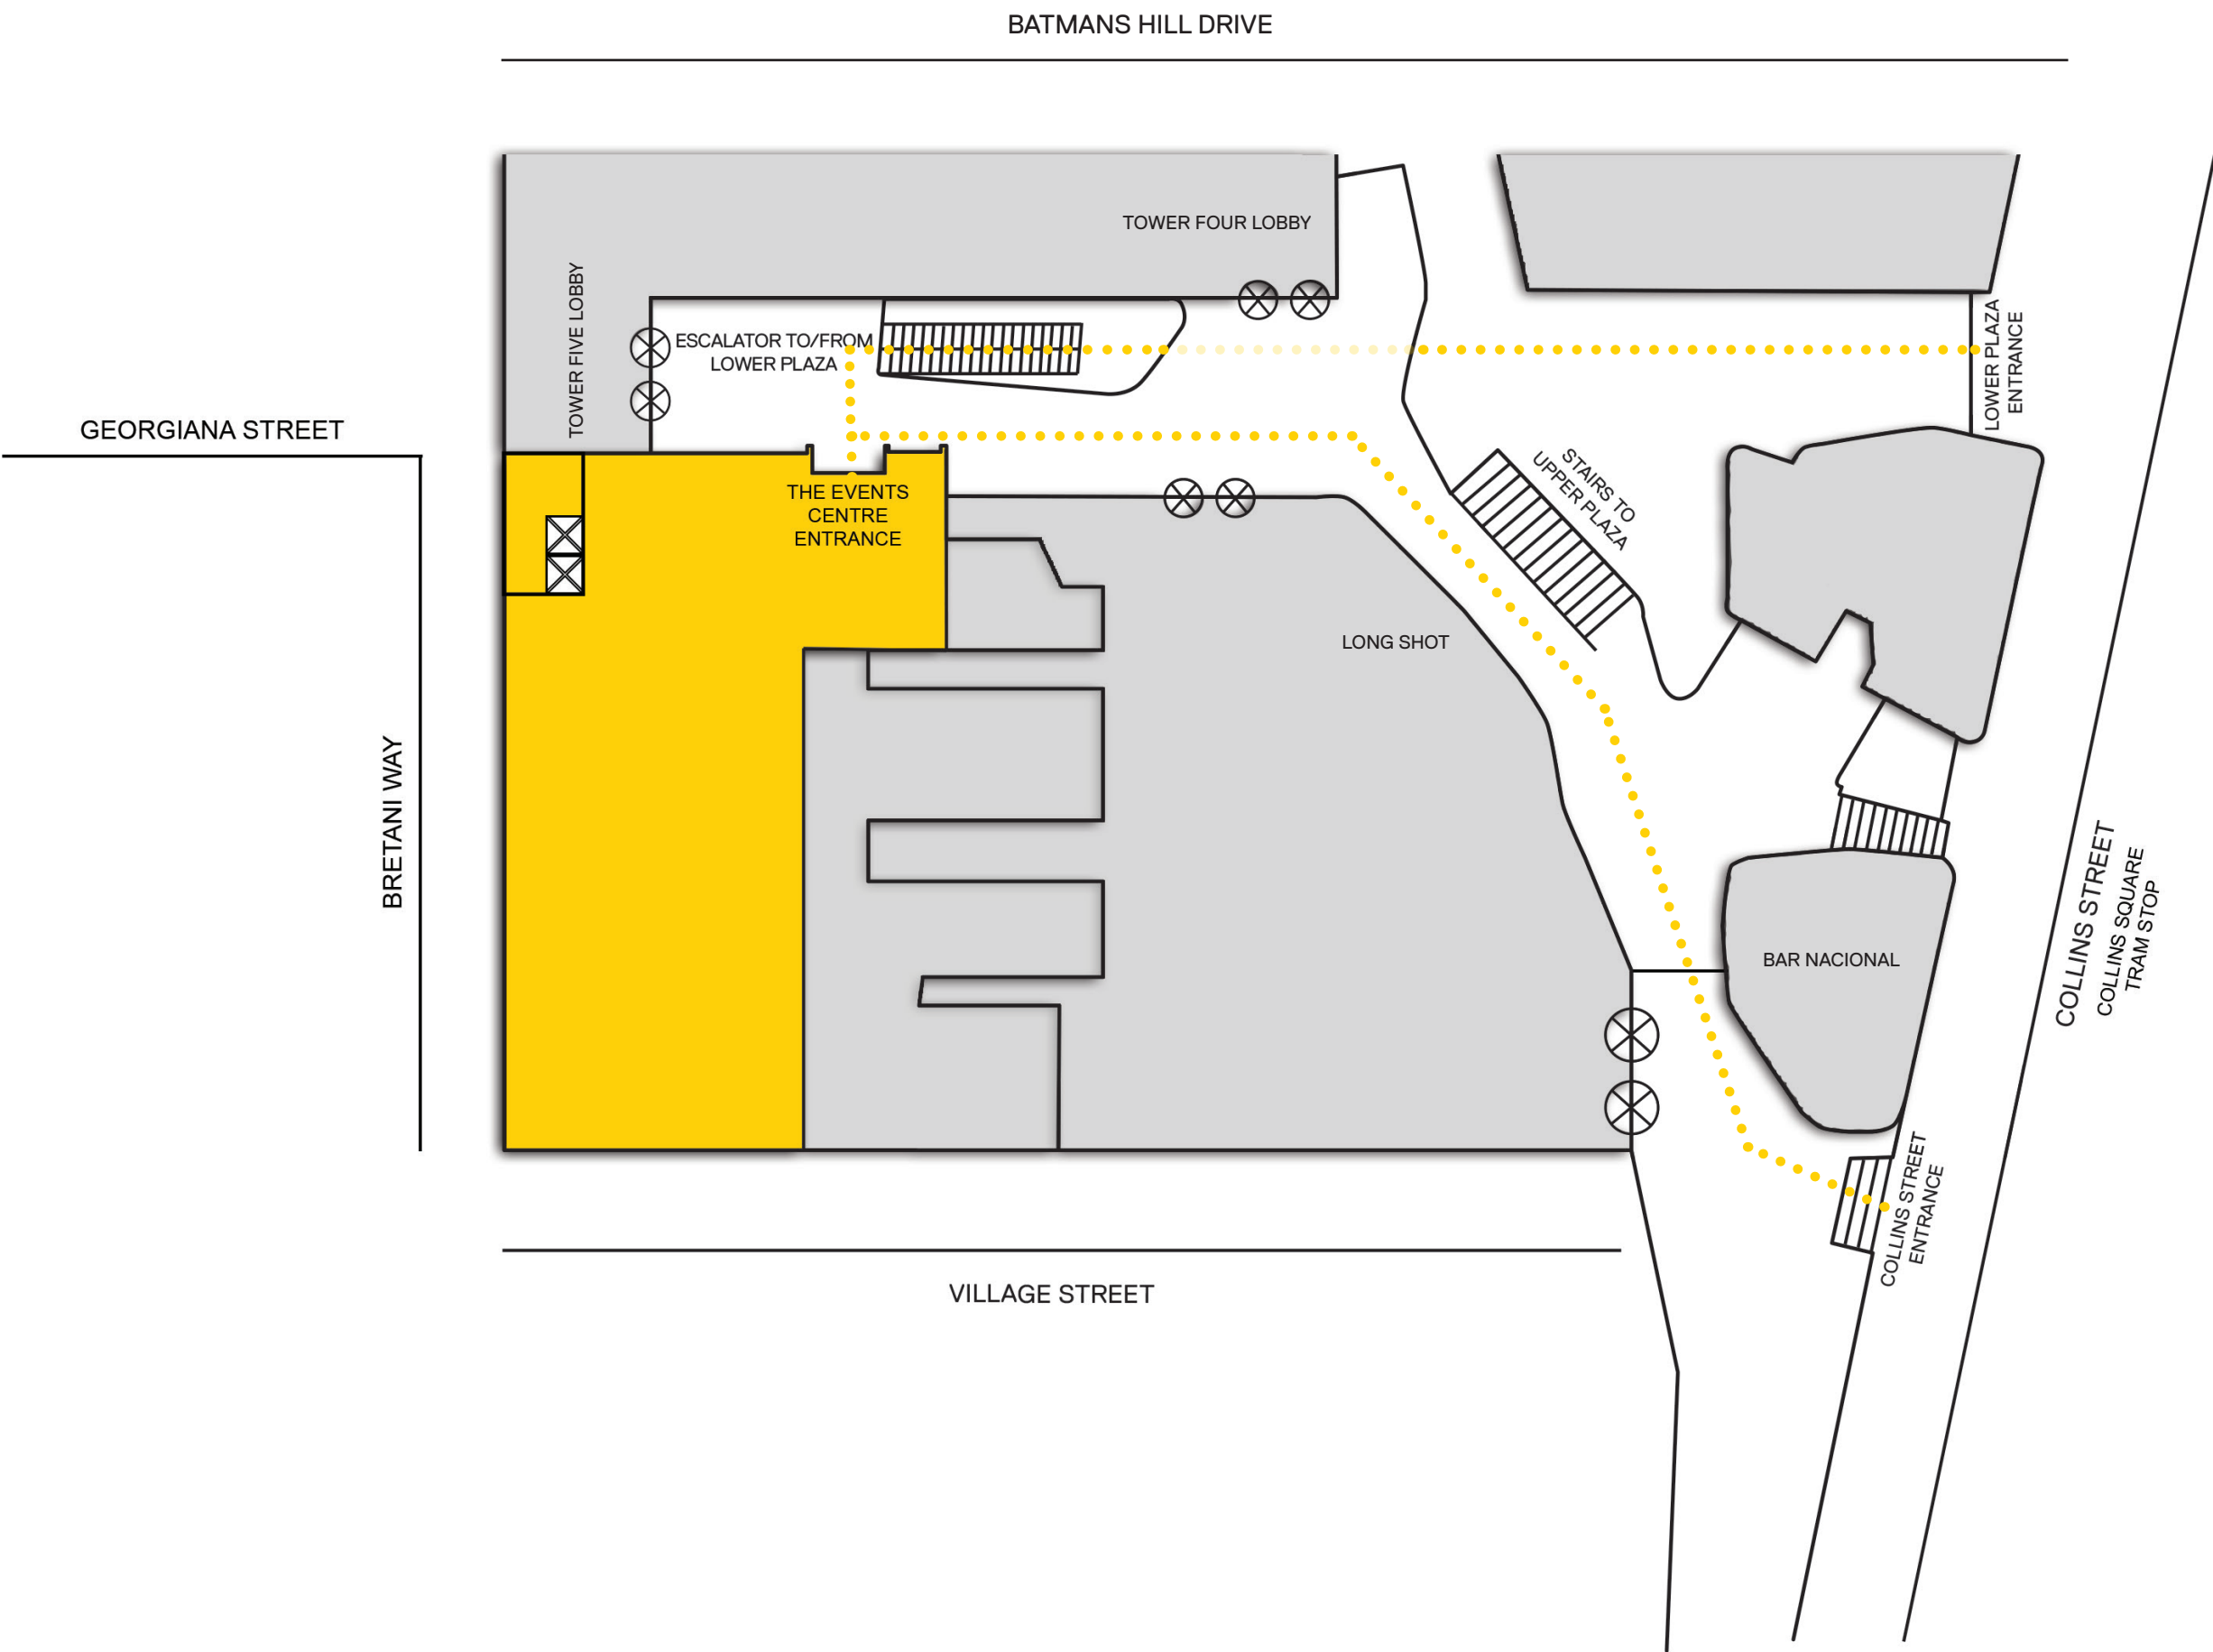 BATMANS HILL DRIVE
TOWER FOUR LOBBY
TOWER FIVE LOBBY
ESCALATOR TO/FROM
LOWER PLAZA
LOWER PLAZA
ENTRANCE
GEORGIANA STREET
STAIRS TO
UPPER PLAZA
THE EVENTS
CENTRE
ENTRANCE
LONG SHOT
BRETANI WAY
BAR NACIONAL
COLLINS STREET
COLLINS SQUARE
TRAM STOP
COLLINS STREET
ENTRANCE
VILLAGE STREET